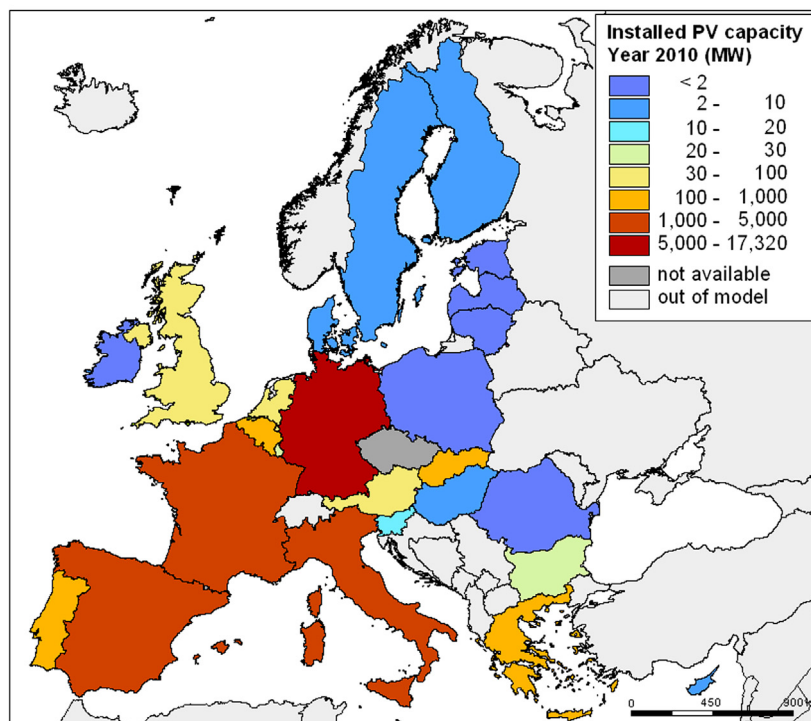 Installed PV capacity
Year 2010 (MW)
< 2
2 - 10
10 - 20
20 - 30
30 - 100
100 - 1,000
1,000 - 5,000
5,000 - 17,320
not available
out of model
0 450 900